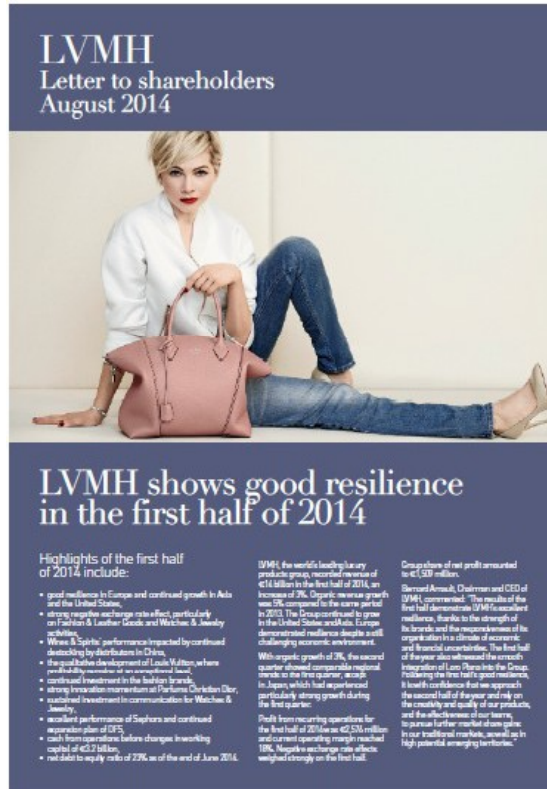 LVMH
Letter to shareholders
August 2014
LVMH shows good resilience
in the first half of 2014
Highlights of the first half
of 2014 include:
• good resilience in Europe and continued growth in Asia
and the United States,
• strong negative exchange rate effect, particularly
on Fashion & Leather Goods and Watches & Jewelry
activities,
• Wines & Spirits' performance impacted by continued
destocking by distributors in China,
• the qualitative development of Louis Vuitton, where
profitability remains at an exceptional level,
• continued investment in the fashion brands,
• strong innovation momentum at Parfums Christian Dior,
• sustained investment in communication for Watches &
Jewelry,
• excellent performance of Sephora and continued
expansion plan of DFS,
• cash from operations before changes in working
capital of €3.2 billion,
• net debt to equity ratio of 23% as of the end of June 2014.
LVMH, the world's leading luxury
products group, recorded revenue of
€14 billion in the first half of 2014, an
increase of 3%. Organic revenue growth
was 5% compared to the same period
in 2013. The Group continued to grow
in the United States and Asia. Europe
demonstrated resilience despite a still
challenging economic environment.
With organic growth of 3%, the second
quarter showed comparable regional
trends to the first quarter, except
in Japan, which had experienced
particularly strong growth during
the first quarter.
Profit from recurring operations for
the first half of 2014 was €2,576 million
and current operating margin reached
18%. Negative exchange rate effects
weighed strongly on the first half.
Group share of net profit amounted
to €1,509 million.
Bernard Arnault, Chairman and CEO of
LVMH, commented: "The results of the
first half demonstrate LVMH's excellent
resilience, thanks to the strength of
its brands and the responsiveness of its
organization in a climate of economic
and financial uncertainties. The first half
of the year also witnessed the smooth
integration of Loro Piana into the Group.
Following the first half's good resilience,
it is with confidence that we approach
the second half of the year and rely on
the creativity and quality of our products,
and the effectiveness of our teams,
to pursue further market share gains
in our traditional markets, as well as in
high potential emerging territories."